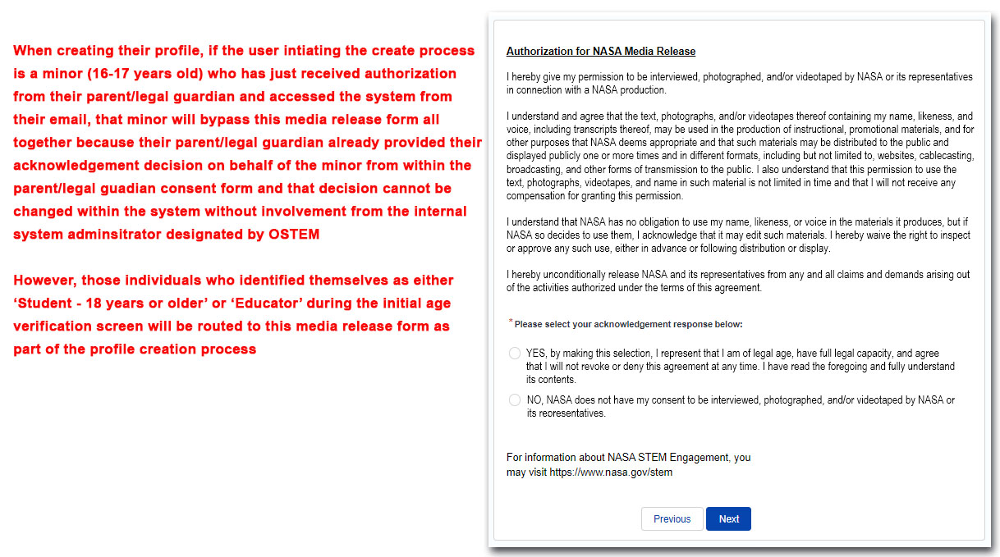 When creating their profile, if the user intiating the create process
is a minor (16-17 years old) who has just received authorization
from their parent/legal guardian and accessed the system from
their email, that minor will bypass this media release form all
together because their parent/legal guardian already provided their
acknowledgement decision on behalf of the minor from within the
parent/legal guadian consent form and that decision cannot be
changed within the system without involvement from the internal
system adminsitrator designated by OSTEM
However, those individuals who identified themselves as either
‘Student - 18 years or older’ or ‘Educator’ during the initial age
verification screen will be routed to this media release form as
part of the profile creation process
Authorization for NASA Media Release
I hereby give my permission to be interviewed, photographed, and/or videotaped by NASA or its representatives
in connection with a NASA production.
I understand and agree that the text, photographs, and/or videotapes thereof containing my name, likeness, and
voice, including transcripts thereof, may be used in the production of instructional, promotional materials, and for
other purposes that NASA deems appropriate and that such materials may be distributed to the public and
displayed publicly one or more times and in different formats, including but not limited to, websites, cablecasting,
broadcasting, and other forms of transmission to the public. I also understand that this permission to use the
text, photographs, videotapes, and name in such material is not limited in time and that I will not receive any
compensation for granting this permission.
I understand that NASA has no obligation to use my name, likeness, or voice in the materials it produces, but if
NASA so decides to use them, I acknowledge that it may edit such materials. I hereby waive the right to inspect
or approve any such use, either in advance or following distribution or display.
I hereby unconditionally release NASA and its representatives from any and all claims and demands arising out
of the activities authorized under the terms of this agreement.
* Please select your acknowledgement response below:
YES, by making this selection, I represent that I am of legal age, have full legal capacity, and agree
that I will not revoke or deny this agreement at any time. I have read the foregoing and fully understand
its contents.
NO, NASA does not have my consent to be interviewed, photographed, and/or videotaped by NASA or
its representatives.
For information about NASA STEM Engagement, you
may visit https://www.nasa.gov/stem
Previous
Next